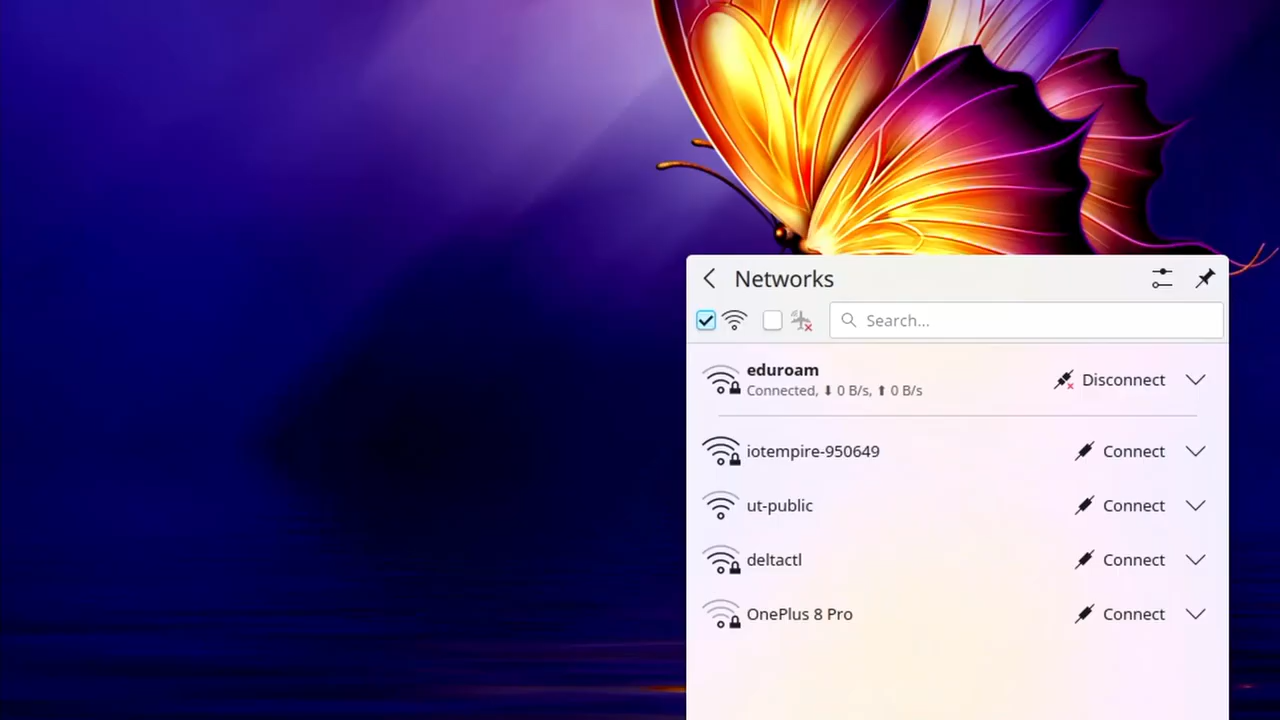 Networks
Search...
eduroam
Disconnect
Connected, ⬇ 0 B/s, ⬆ 0 B/s
iotempire-950649
Connect
ut-public
Connect
deltactl
Connect
OnePlus 8 Pro
Connect